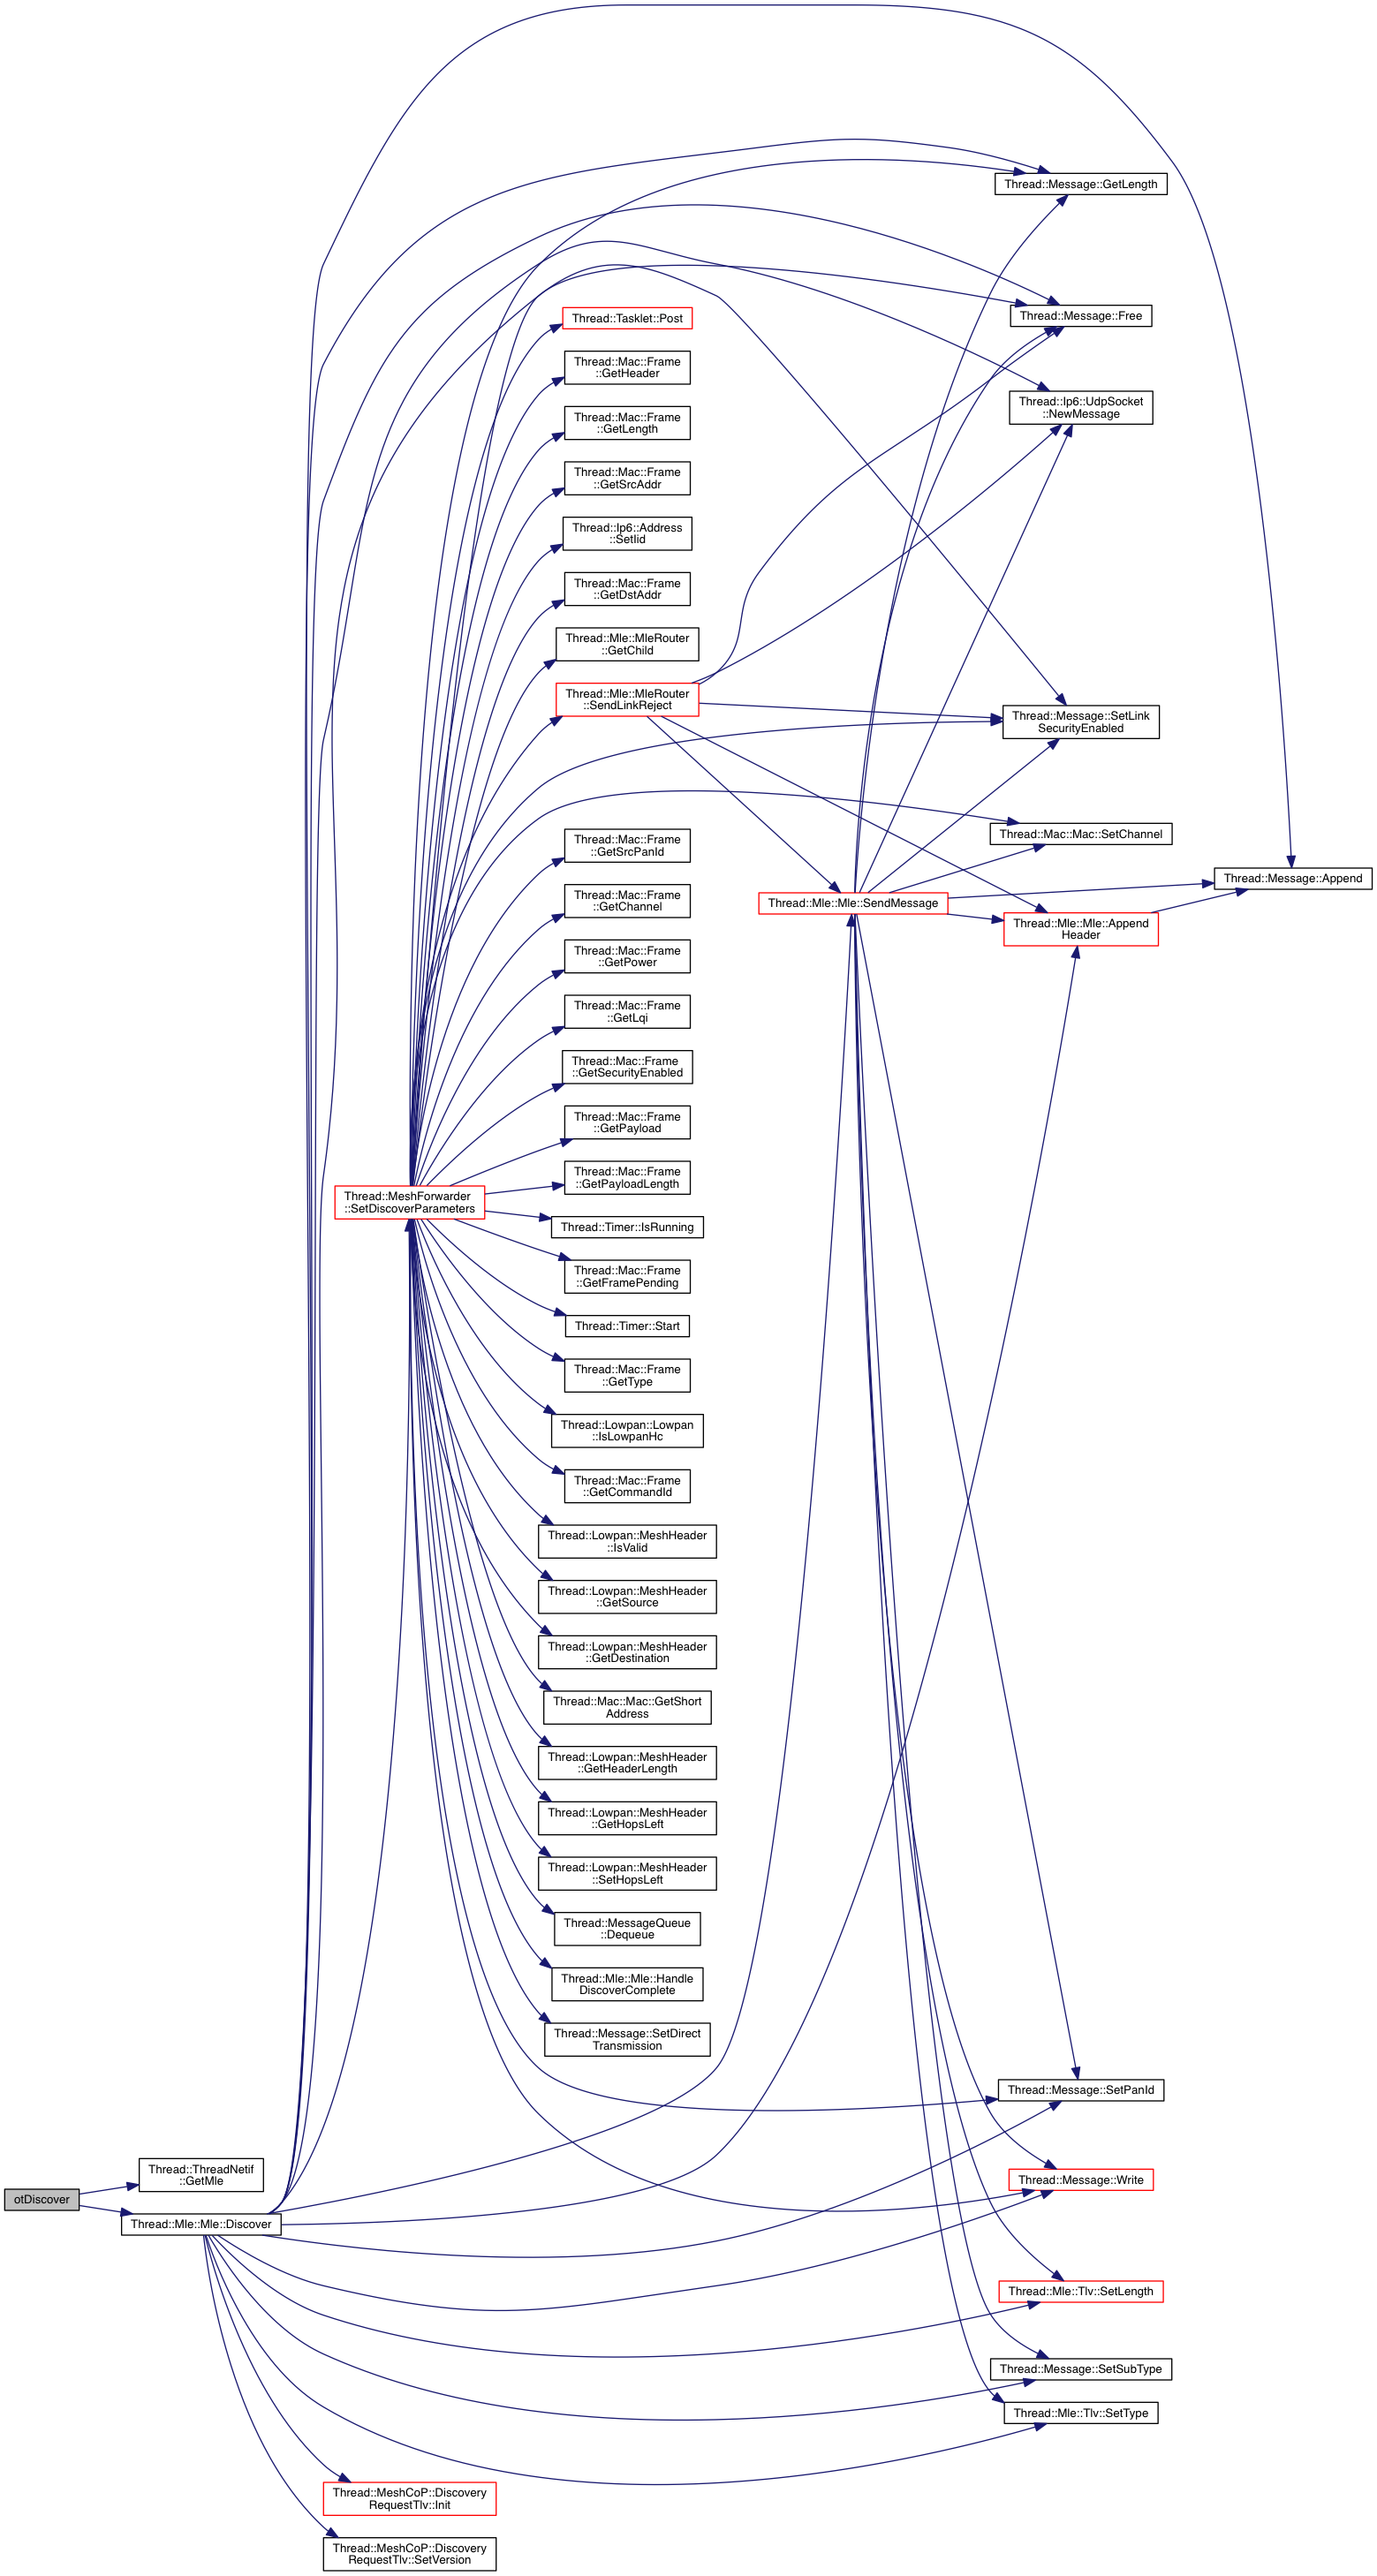 Thread::Message::GetLength
Thread::Message::Free
Thread::Tasklet::Post
Thread::Mac::Frame
::GetHeader
Thread::Ip6::UdpSocket
::NewMessage
Thread::Mac::Frame
::GetLength
Thread::Mac::Frame
::GetSrcAddr
Thread::Ip6::Address
::SetIid
Thread::Mac::Frame
::GetDstAddr
Thread::Mle::MleRouter
::GetChild
Thread::Mle::MleRouter
::SendLinkReject
Thread::Message::SetLink
SecurityEnabled
Thread::Mac::Mac::SetChannel
Thread::Mac::Frame
::GetSrcPanId
Thread::Message::Append
Thread::Mac::Frame
::GetChannel
Thread::Mle::Mle::SendMessage
Thread::Mle::Mle::Append
Header
Thread::Mac::Frame
::GetPower
Thread::Mac::Frame
::GetLqi
Thread::Mac::Frame
::GetSecurityEnabled
Thread::Mac::Frame
::GetPayload
Thread::Mac::Frame
::GetPayloadLength
Thread::MeshForwarder
::SetDiscoverParameters
Thread::Timer::IsRunning
Thread::Mac::Frame
::GetFramePending
Thread::Timer::Start
Thread::Mac::Frame
::GetType
Thread::Lowpan::Lowpan
::IsLowpanHc
Thread::Mac::Frame
::GetCommandId
Thread::Lowpan::MeshHeader
::IsValid
Thread::Lowpan::MeshHeader
::GetSource
Thread::Lowpan::MeshHeader
::GetDestination
Thread::Mac::Mac::GetShort
Address
Thread::Lowpan::MeshHeader
::GetHeaderLength
Thread::Lowpan::MeshHeader
::GetHopsLeft
Thread::Lowpan::MeshHeader
::SetHopsLeft
Thread::MessageQueue
::Dequeue
Thread::Mle::Mle::Handle
DiscoverComplete
Thread::Message::SetDirect
Transmission
Thread::Message::SetPanId
Thread::ThreadNetif
::GetMle
Thread::Message::Write
otDiscover
Thread::Mle::Mle::Discover
Thread::Mle::Tlv::SetLength
Thread::Message::SetSubType
Thread::Mle::Tlv::SetType
Thread::MeshCoP::Discovery
RequestTlv::Init
Thread::MeshCoP::Discovery
RequestTlv::SetVersion